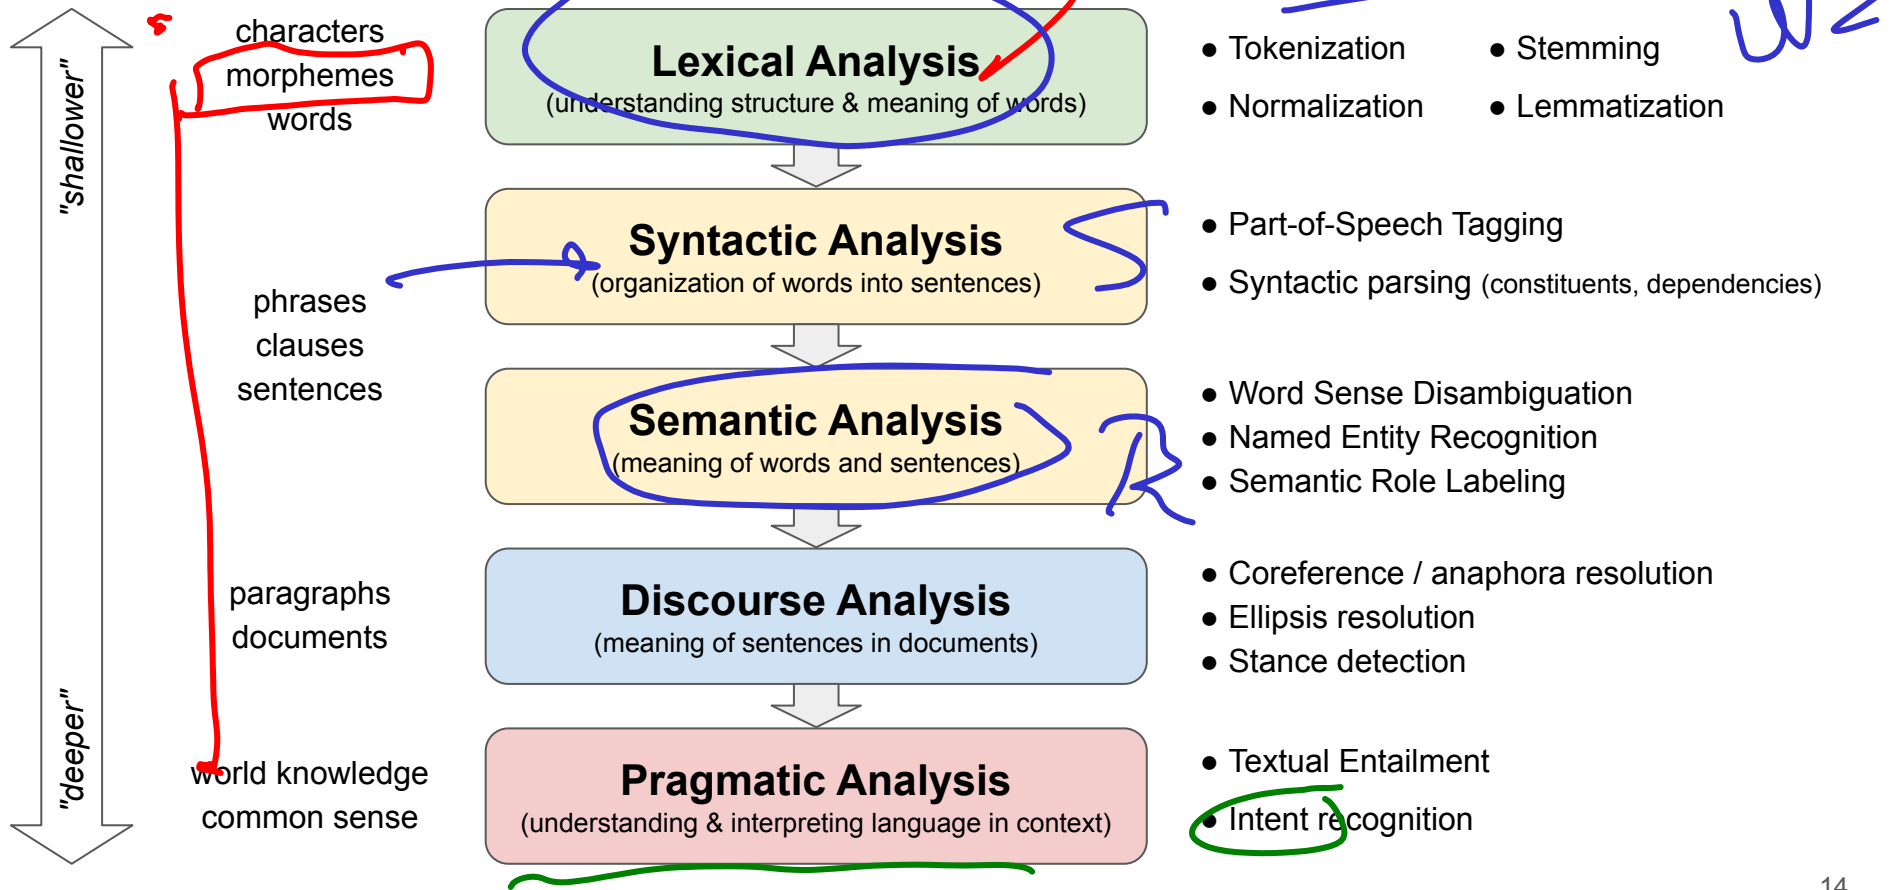 "shallower"
"deeper"
characters
morphemes
words
phrases
clauses
sentences
paragraphs
documents
world knowledge
common sense
Lexical Analysis
(understanding structure & meaning of words)
Syntactic Analysis
(organization of words into sentences)
Semantic Analysis
(meaning of words and sentences)
Discourse Analysis
(meaning of sentences in documents)
Pragmatic Analysis
(understanding & interpreting language in context)
● Tokenization ● Stemming
● Normalization ● Lemmatization
● Part-of-Speech Tagging
● Syntactic parsing (constituents, dependencies)
● Word Sense Disambiguation
● Named Entity Recognition
● Semantic Role Labeling
● Coreference / anaphora resolution
● Ellipsis resolution
● Stance detection
● Textual Entailment
● Intent recognition
14